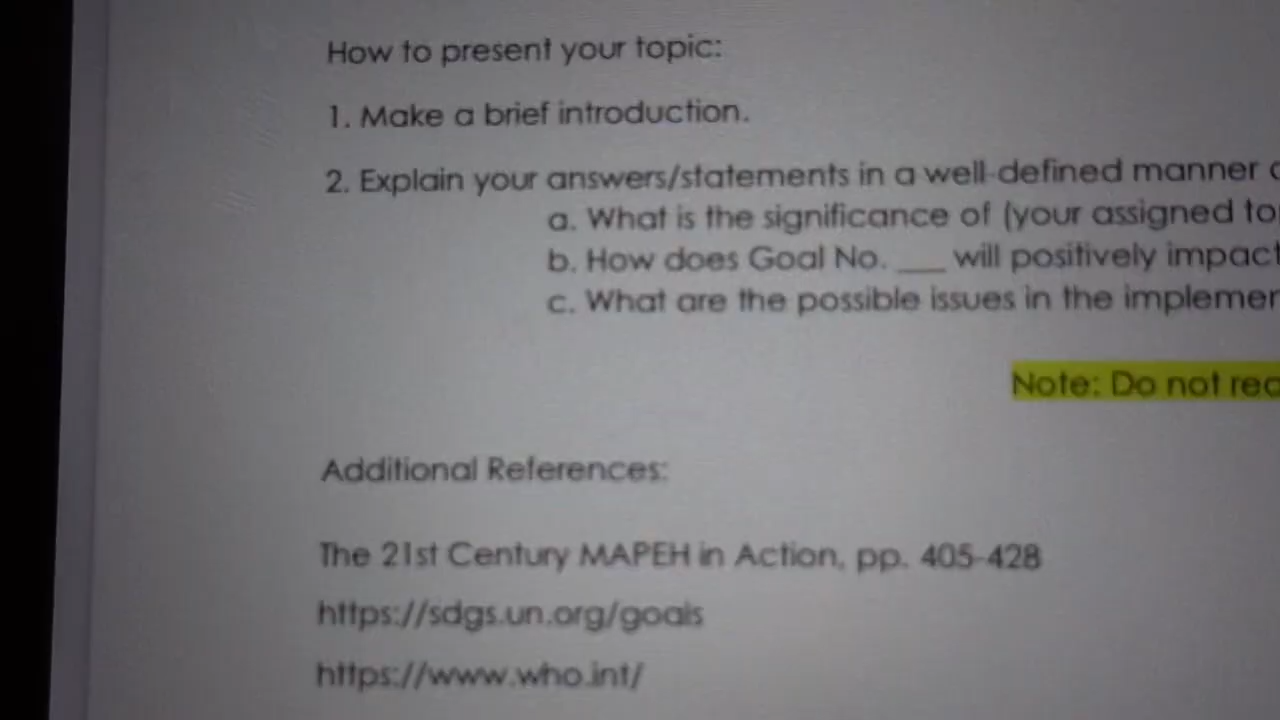 How to present your topic:
1. Make a brief introduction.
2. Explain your answers/statements in a well-defined manner
a. What is the significance of (your assigned
b. How does Goal No. ___ will positively impact
c. What are the possible issues in the
Note: Do not
Additional References:
The 21st Century MAPEH in Action, pp. 405-428
https://sdgs.un.org/goals
https://www.who.int/